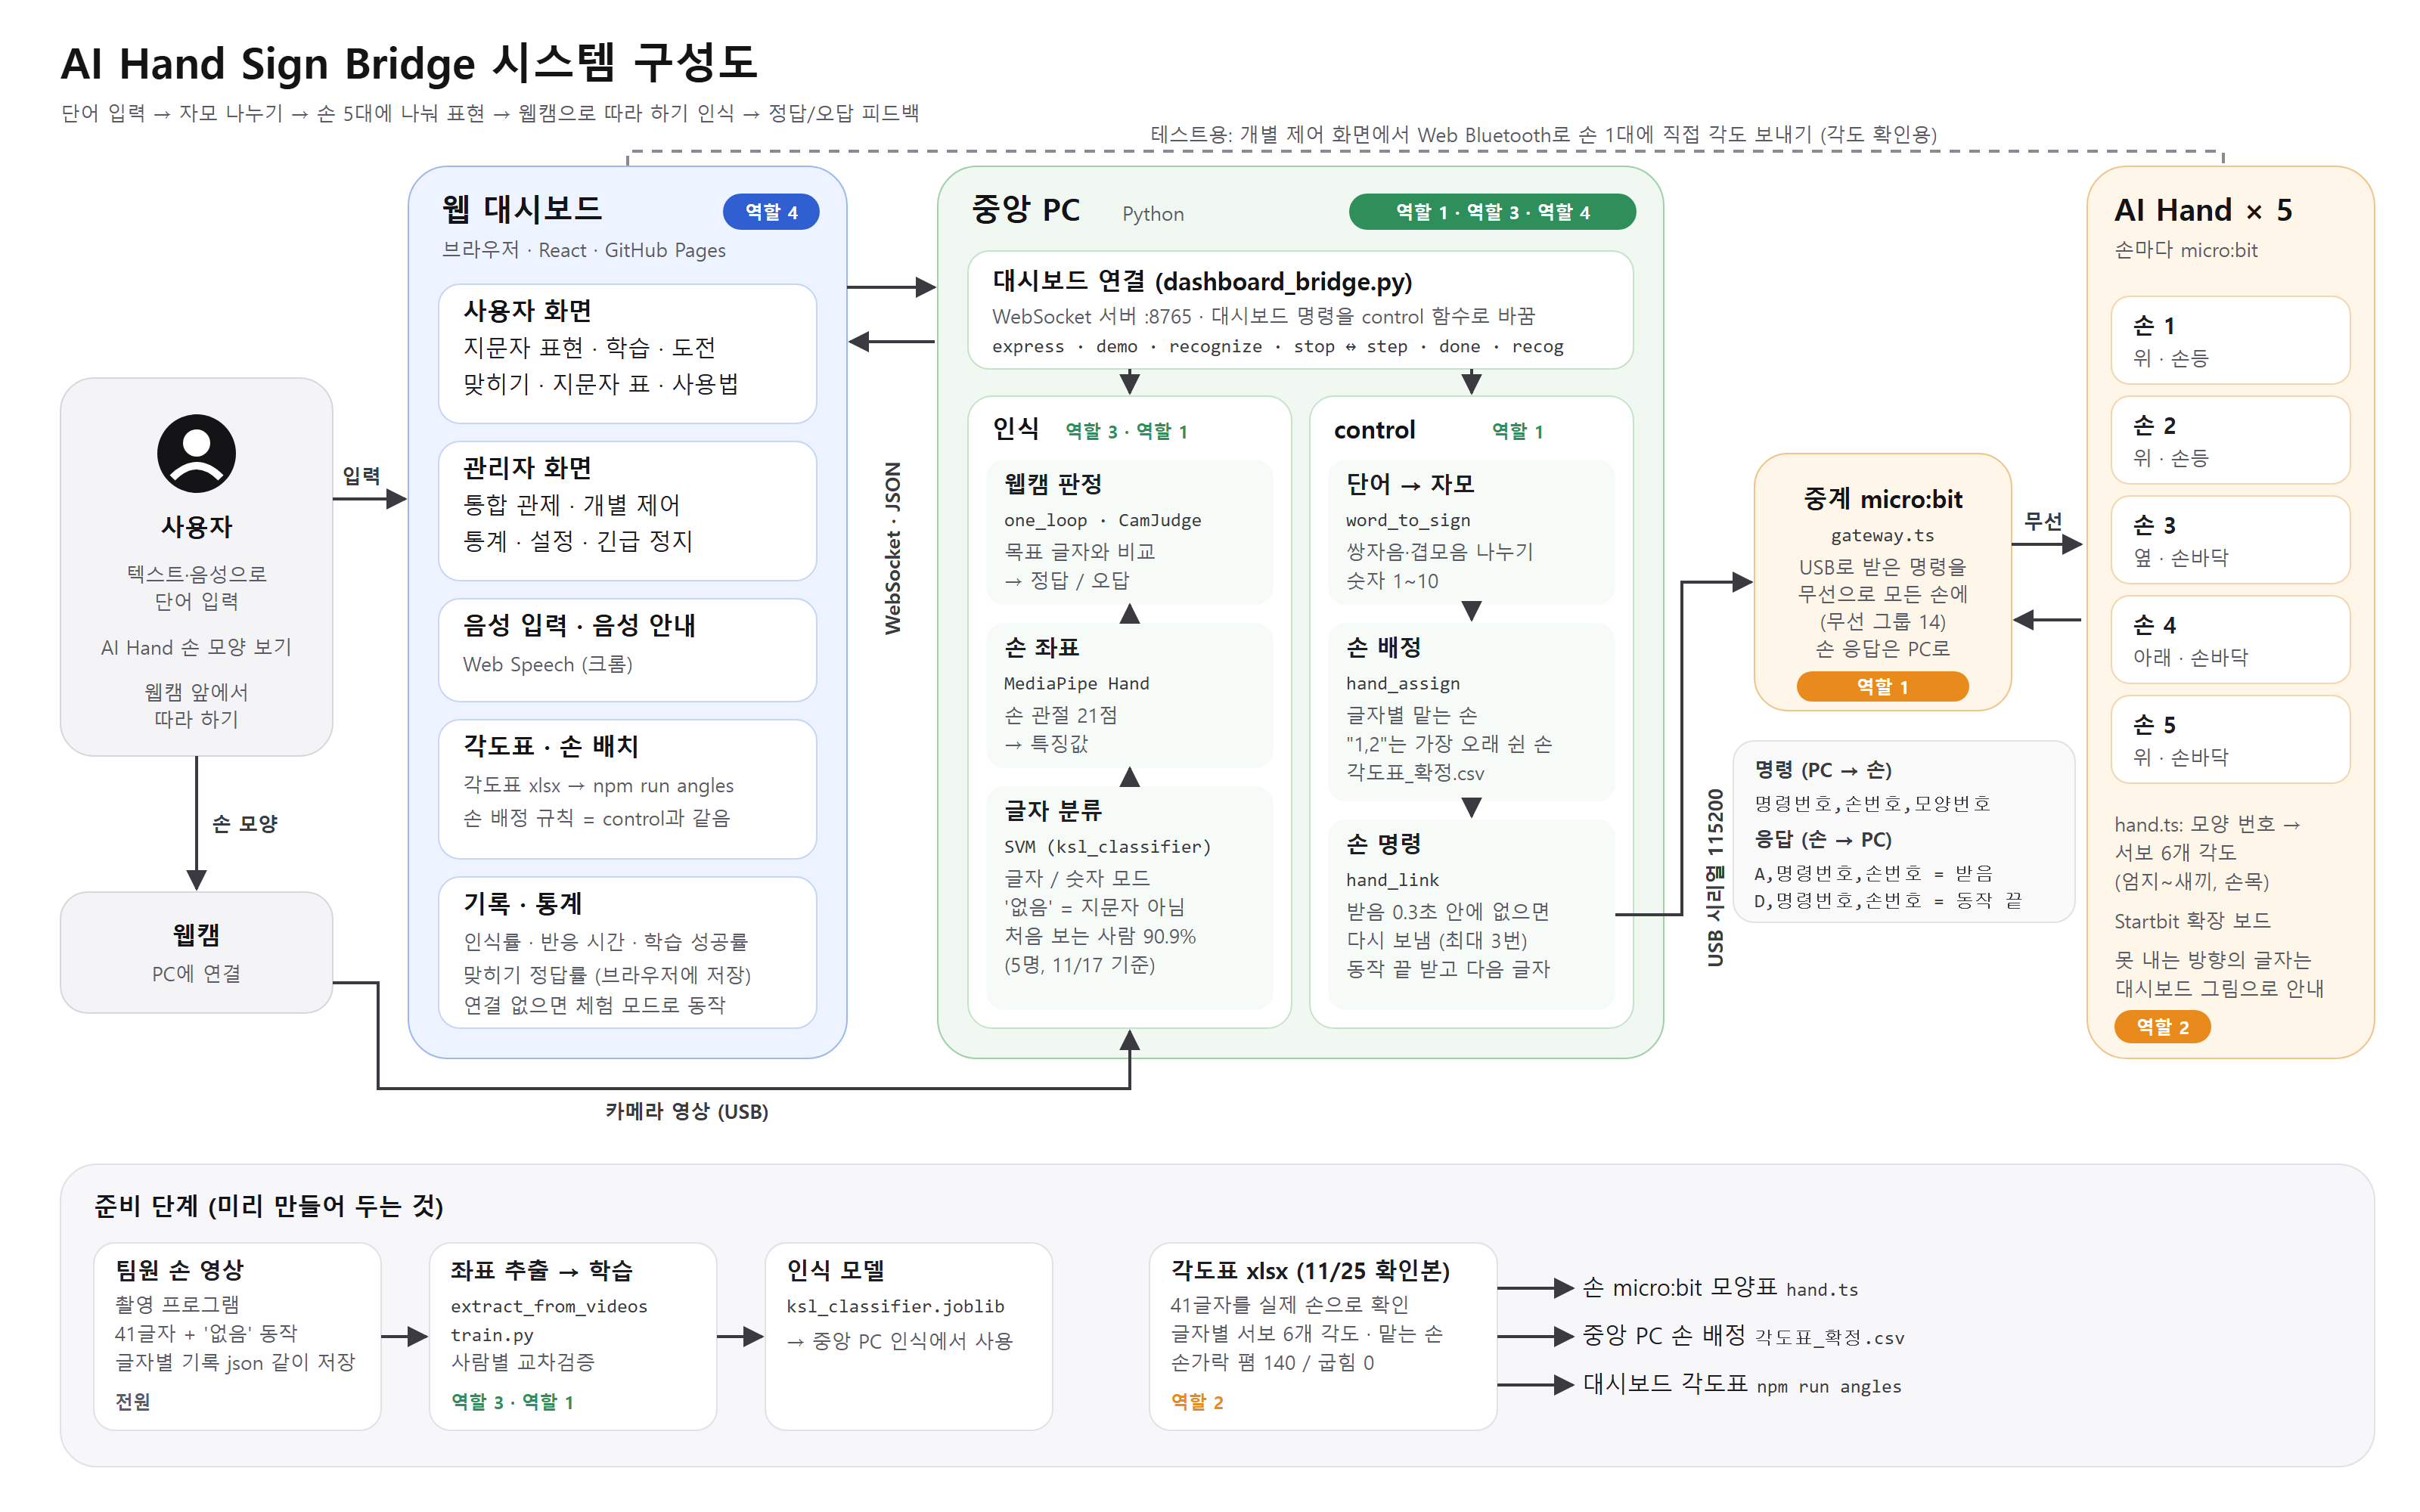 AI Hand Sign Bridge 시스템 구성도
단어 입력 → 자모 나누기 → 손 5대에 나눠 표현 → 웹캠으로 따라 하기 인식 → 정답/오답 피드백
테스트용: 개별 제어 화면에서 Web Bluetooth로 손 1대에 직접 각도 보내기 (각도 확인용)
사용자
텍스트·음성으로
단어 입력
AI Hand 손 모양 보기
웹캠 앞에서
따라 하기
입력
손 모양
웹캠
PC에 연결
카메라 영상 (USB)
웹 대시보드
역할 4
브라우저 · React · GitHub Pages
사용자 화면
지문자 표현 · 학습 · 도전
맞히기 · 지문자 표 · 사용법
관리자 화면
통합 관제 · 개별 제어
통계 · 설정 · 긴급 정지
음성 입력 · 음성 안내
Web Speech (크롬)
각도표 · 손 배치
각도표 xlsx → npm run angles
손 배정 규칙 = control과 같음
기록 · 통계
인식률 · 반응 시간 · 학습 성공률
맞히기 정답률 (브라우저에 저장)
연결 없으면 체험 모드로 동작
WebSocket · JSON
중앙 PC Python
역할 1 · 역할 3 · 역할 4
대시보드 연결 (dashboard_bridge.py)
WebSocket 서버 :8765 · 대시보드 명령을 control 함수로 바꿈
express · demo · recognize · stop ↔ step · done · recog
인식 역할 3 · 역할 1
웹캠 판정
one_loop · CamJudge
목표 글자와 비교
→ 정답 / 오답
손 좌표
MediaPipe Hand
손 관절 21점
→ 특징값
글자 분류
SVM (ksl_classifier)
글자 / 숫자 모드
'없음' = 지문자 아님
처음 보는 사람 90.9%
(5명, 11/17 기준)
control 역할 1
단어 → 자모
word_to_sign
쌍자음·겹모음 나누기
숫자 1~10
손 배정
hand_assign
글자별 맡는 손
"1,2"는 가장 오래 쉰 손
각도표_확정.csv
손 명령
hand_link
받음 0.3초 안에 없으면
다시 보냄 (최대 3번)
동작 끝 받고 다음 글자
USB 시리얼 115200
중계 micro:bit
gateway.ts
USB로 받은 명령을
무선으로 모든 손에
(무선 그룹 14)
손 응답은 PC로
역할 1
무선
명령 (PC → 손)
명령번호,손번호,모양번호
응답 (손 → PC)
A,명령번호,손번호 = 받음
D,명령번호,손번호 = 동작 끝
AI Hand × 5
손마다 micro:bit
손 1
위 · 손등
손 2
위 · 손등
손 3
옆 · 손바닥
손 4
아래 · 손바닥
손 5
위 · 손바닥
hand.ts: 모양 번호 →
서보 6개 각도
(엄지~새끼, 손목)
Startbit 확장 보드
못 내는 방향의 글자는
대시보드 그림으로 안내
역할 2
준비 단계 (미리 만들어 두는 것)
팀원 손 영상
촬영 프로그램
41글자 + '없음' 동작
글자별 기록 json 같이 저장
전원
좌표 추출 → 학습
extract_from_videos
train.py
사람별 교차검증
역할 3 · 역할 1
인식 모델
ksl_classifier.joblib
→ 중앙 PC 인식에서 사용
각도표 xlsx (11/25 확인본)
41글자를 실제 손으로 확인
글자별 서보 6개 각도 · 맡는 손
손가락 폄 140 / 굽힘 0
역할 2
손 micro:bit 모양표 hand.ts
중앙 PC 손 배정 각도표_확정.csv
대시보드 각도표 npm run angles